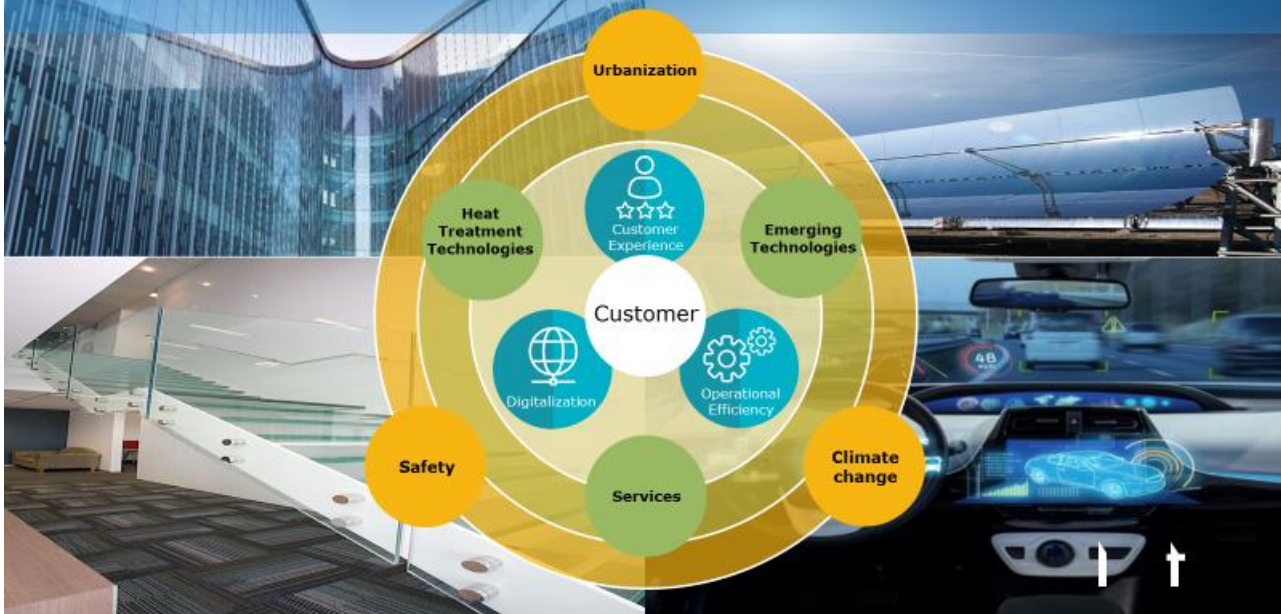 Urbanization
Heat
Treatment
Technologies
Customer
Experience
Emerging
Technologies
Customer
Digitalization
Operational
Efficiency
Safety
Services
Climate
change
48